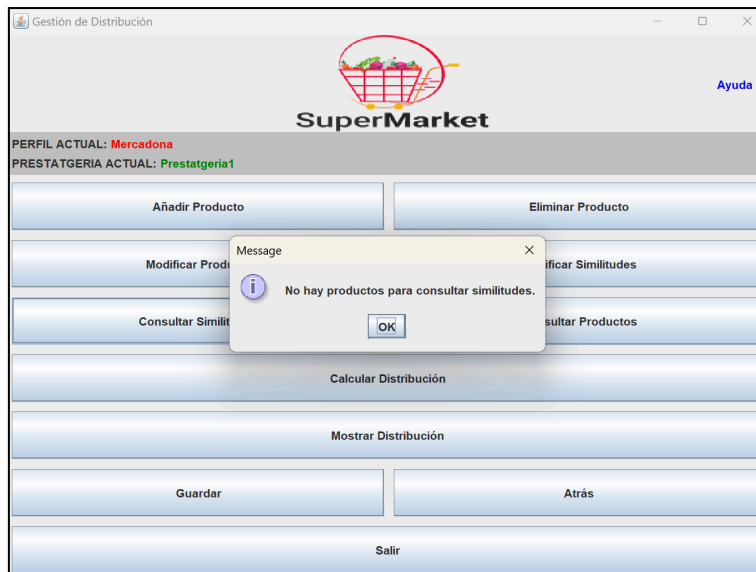 Gestión de Distribución
Ayuda
SuperMarket
PERFIL ACTUAL: Mercadona
PRESTATGERIA ACTUAL: Prestatgeria1
Añadir Producto
Eliminar Producto
Modificar Produ
ificar Similitudes
Message
No hay productos para consultar similitudes.
OK
Consultar Simili
sultar Productos
Calcular Distribución
Mostrar Distribución
Guardar
Atrás
Salir